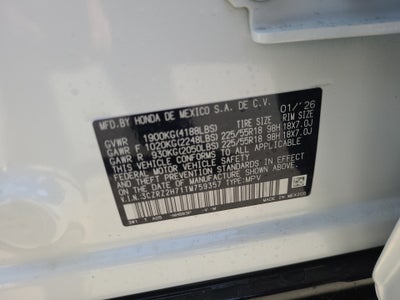 MFD.BY HONDA DE MEXICO S.A. DE C.V. 01/'26
GVWR 1900KG(4188LBS) TIRE SIZE RIM SIZE
GAWR F 1020KG(2248LBS) 225/55R18 98H 18X7.0J
GAWR R 930KG(2050LBS) 225/55R18 98H 18X7.0J
THIS VEHICLE CONFORMS TO ALL APPLICABLE FEDERAL MOTOR VEHICLE
SAFETY, BUMPER, AND THEFT PREVENTION STANDARDS
IN EFFECT ON THE DATE OF MANUFACTURE SHOWN ABOVE.
V.I.N.:3CZRZ2H71TM759357 TYPE:MPV
MADE IN MEXICO